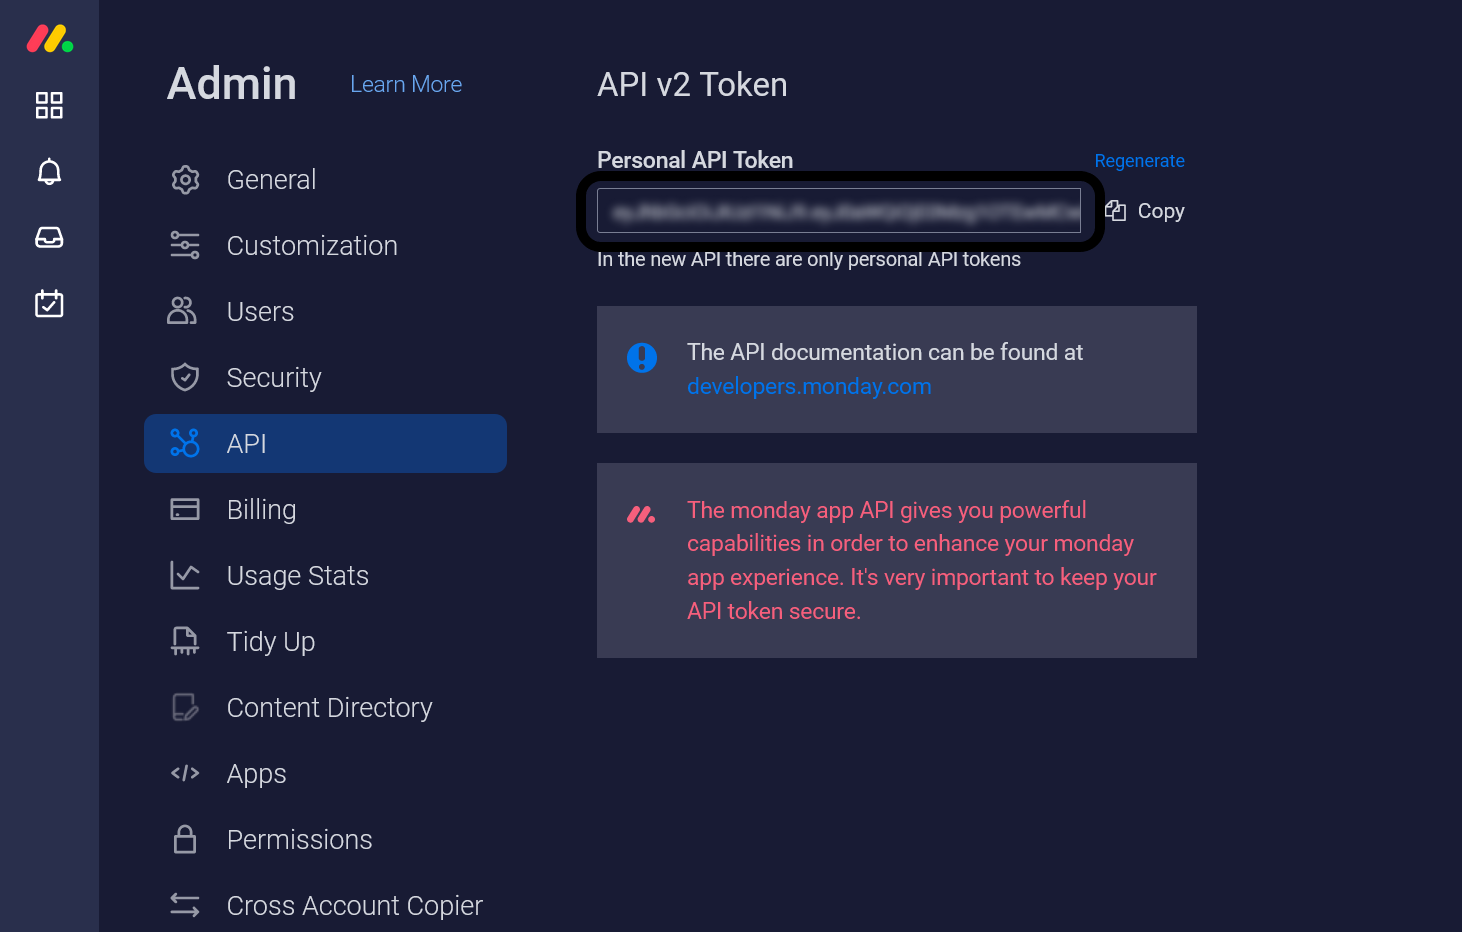 Admin
Learn More
General
Customization
Users
Security
API
Billing
Usage Stats
Tidy Up
Content Directory
Apps
Permissions
Cross Account Copier
API v2 Token
Personal API Token
Regenerate
Copy
In the new API there are only personal API tokens
The API documentation can be found at
developers.monday.com
The monday app API gives you powerful
capabilities in order to enhance your monday
app experience. It's very important to keep your
API token secure.